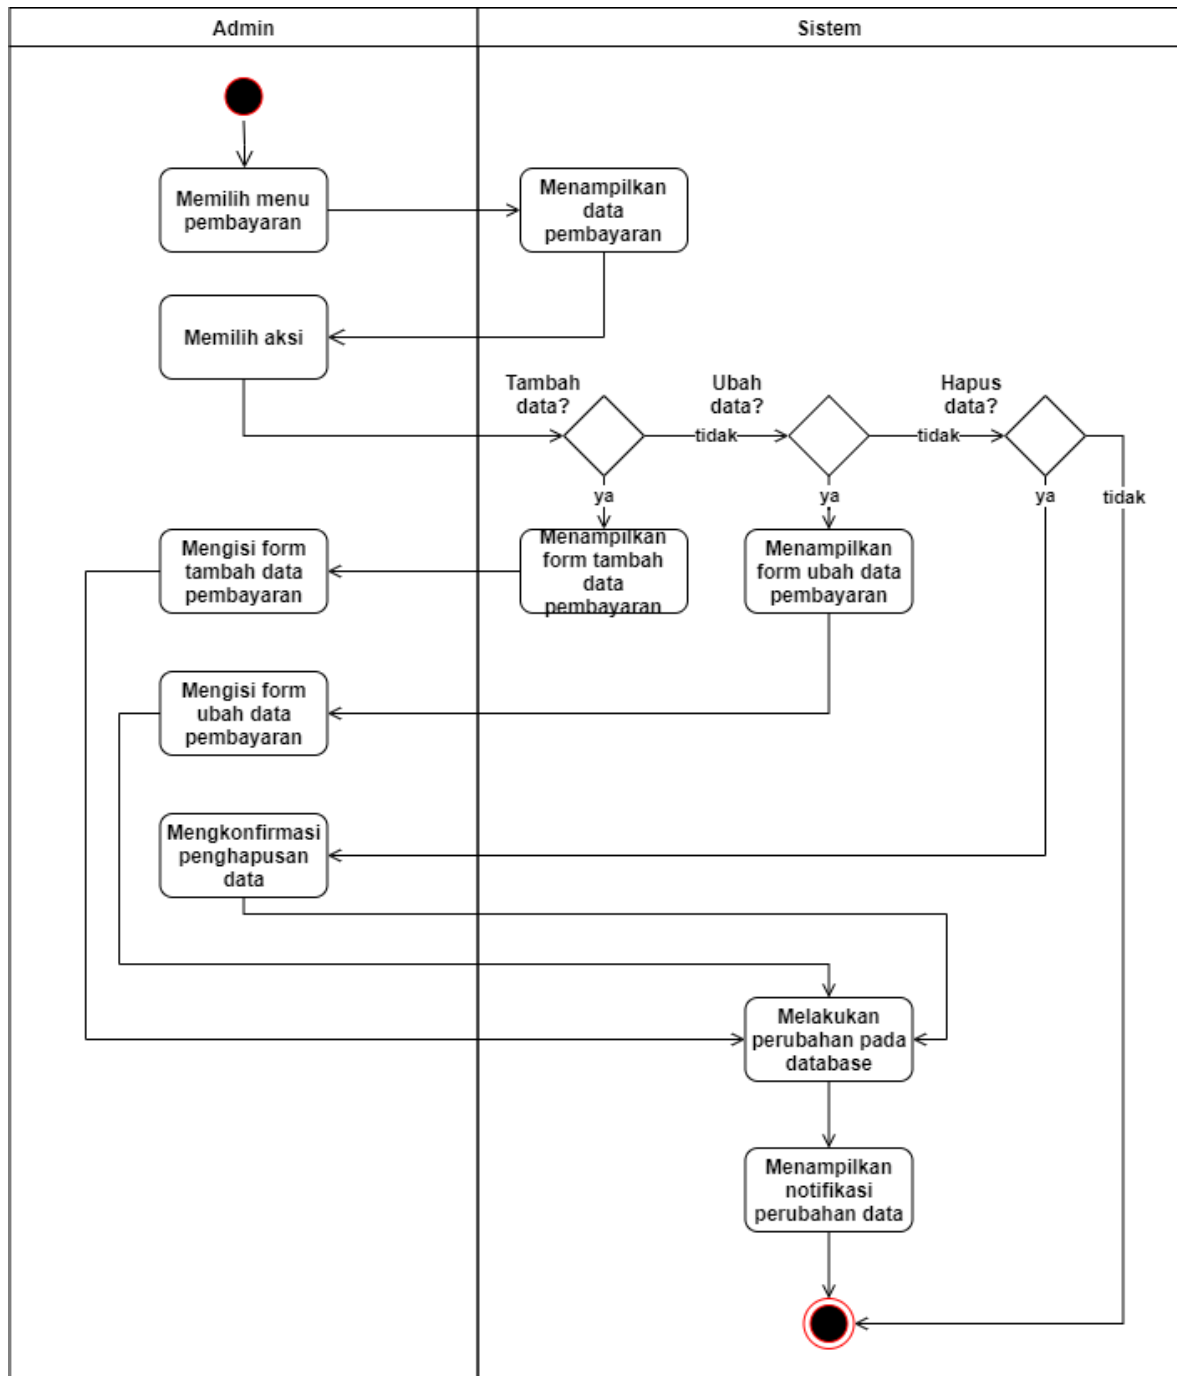 Admin
Sistem
Memilih menu
pembayaran
Menampilkan
data
pembayaran
Memilih aksi
Tambah
data?
Ubah
data?
Hapus
data?
tidak
tidak
ya
ya
ya
tidak
Mengisi form
tambah data
pembayaran
Menampilkan
form tambah
data
pembayaran
Menampilkan
form ubah data
pembayaran
Mengisi form
ubah data
pembayaran
Mengkonfirmasi
penghapusan
data
Melakukan
perubahan pada
database
Menampilkan
notifikasi
perubahan data